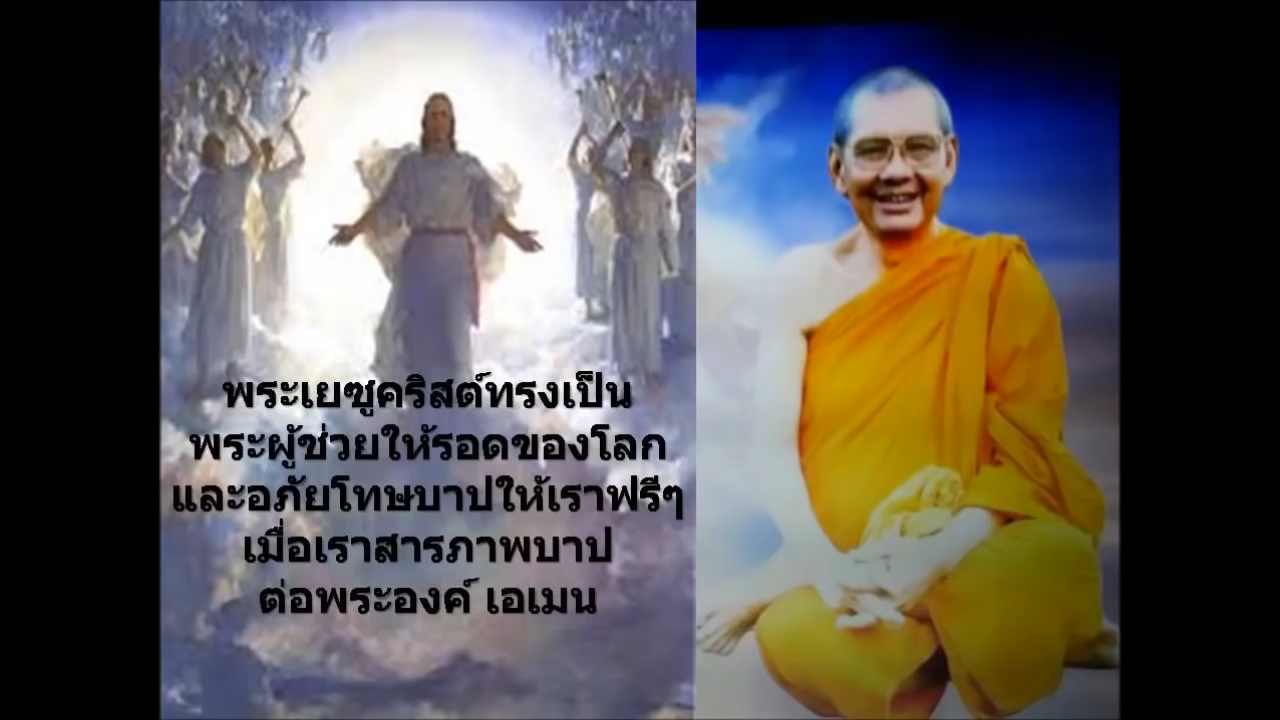 พระเยซูคริสต์ทรงเป็น
พระผู้ช่วยให้รอดของโลก
และอภัยโทษบาปให้เราฟรีๆ
เมื่อเราสารภาพบาป
ต่อพระองค์ เอเมน